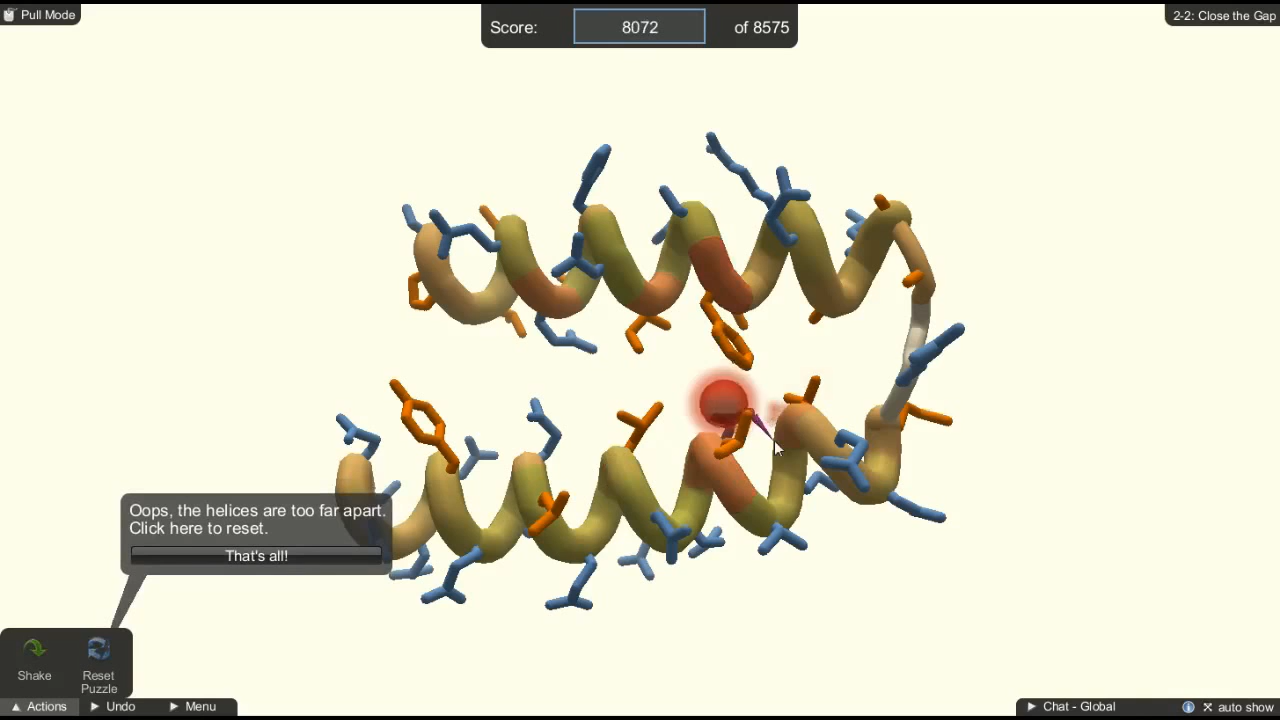 Pull Mode
Score: 8072 of 8575
2-2: Close the Gap
Oops, the helices are too far apart.
Click here to reset.
That's all!
Shake
Reset
Puzzle
Actions
Undo
Menu
Chat - Global
auto show